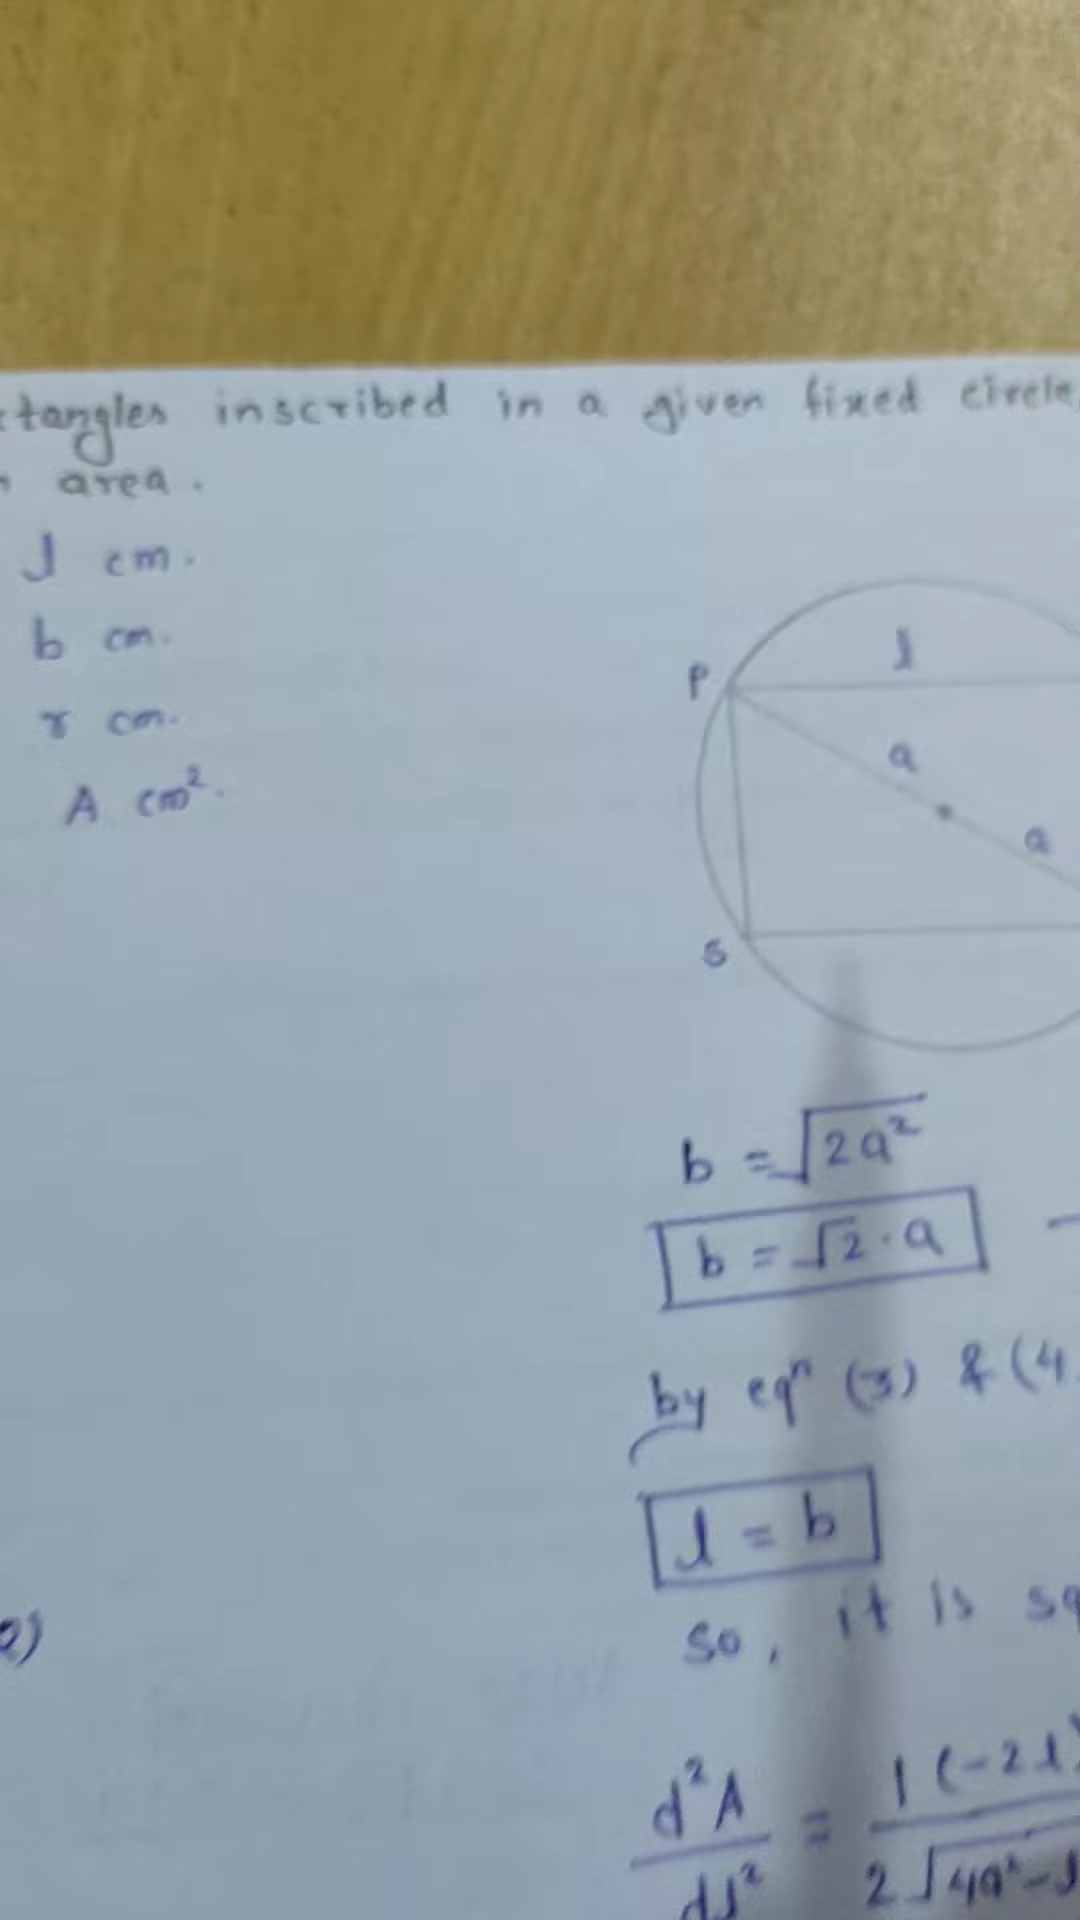 tangles inscribed in a given fixed circle,
area.
l cm.
b cm.
r cm.
A cm².
P
l
a
a
S
b = √2a²
b = √2 · a
by eqⁿ (3) & (4
l = b
so, it is sq
2)
d²A/dl² = 1(-2l)/2√4a²-l